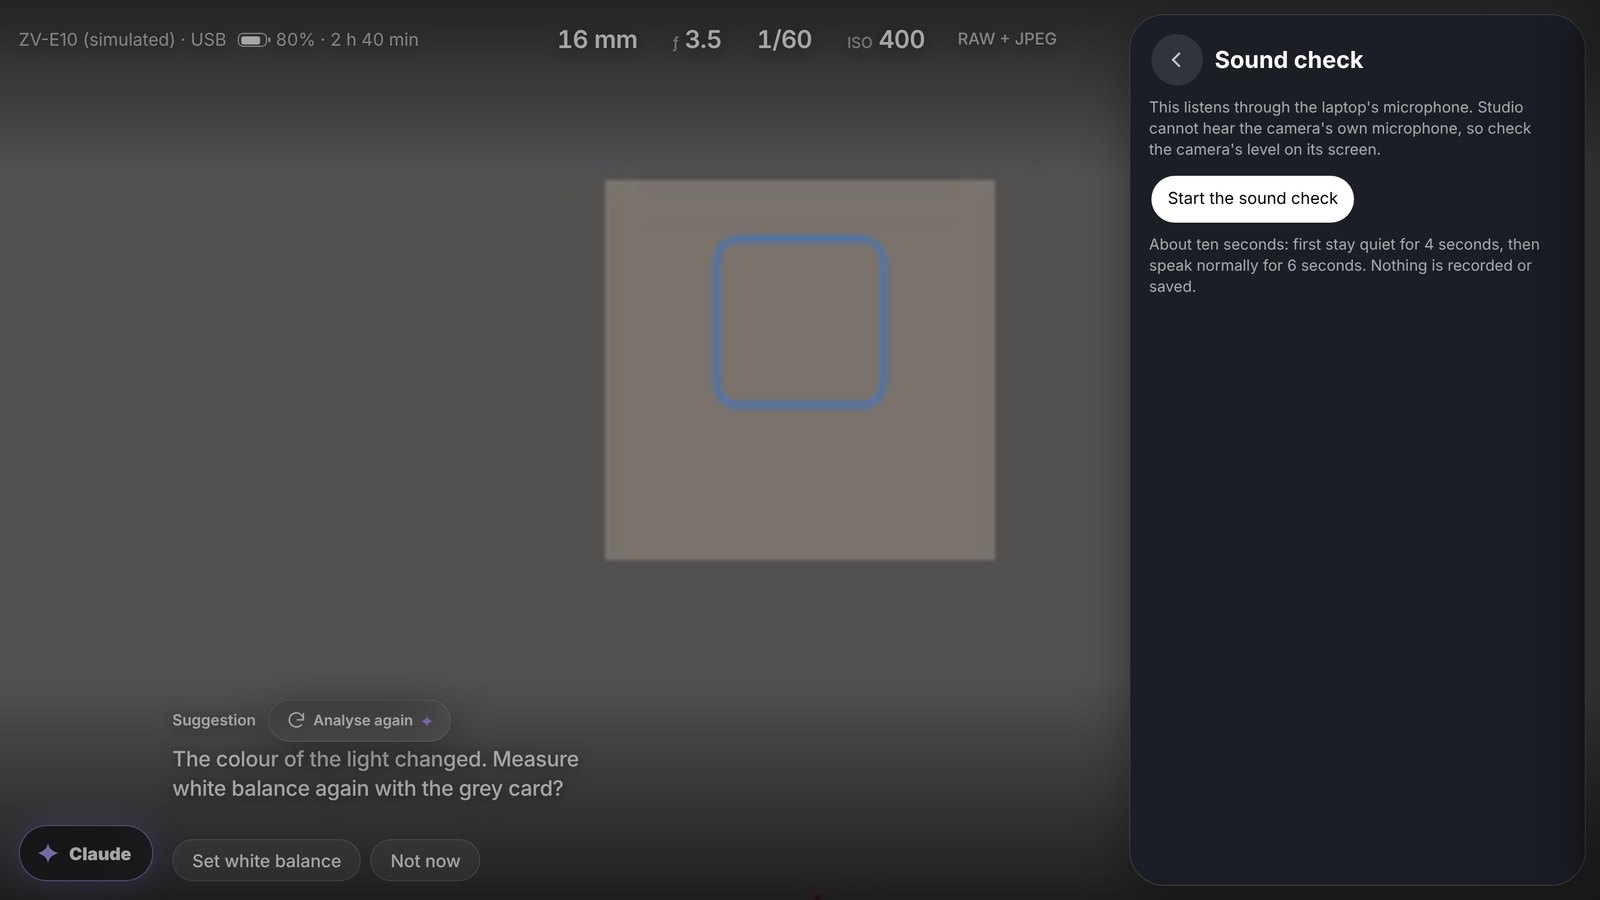 ZV-E10 (simulated) · USB 80% · 2 h 40 min
16 mm ƒ 3.5 1/60 ISO 400 RAW + JPEG
Sound check
This listens through the laptop's microphone. Studio
cannot hear the camera's own microphone, so check
the camera's level on its screen.
Start the sound check
About ten seconds: first stay quiet for 4 seconds, then
speak normally for 6 seconds. Nothing is recorded or
saved.
Suggestion Analyse again
The colour of the light changed. Measure
white balance again with the grey card?
Claude
Set white balance
Not now